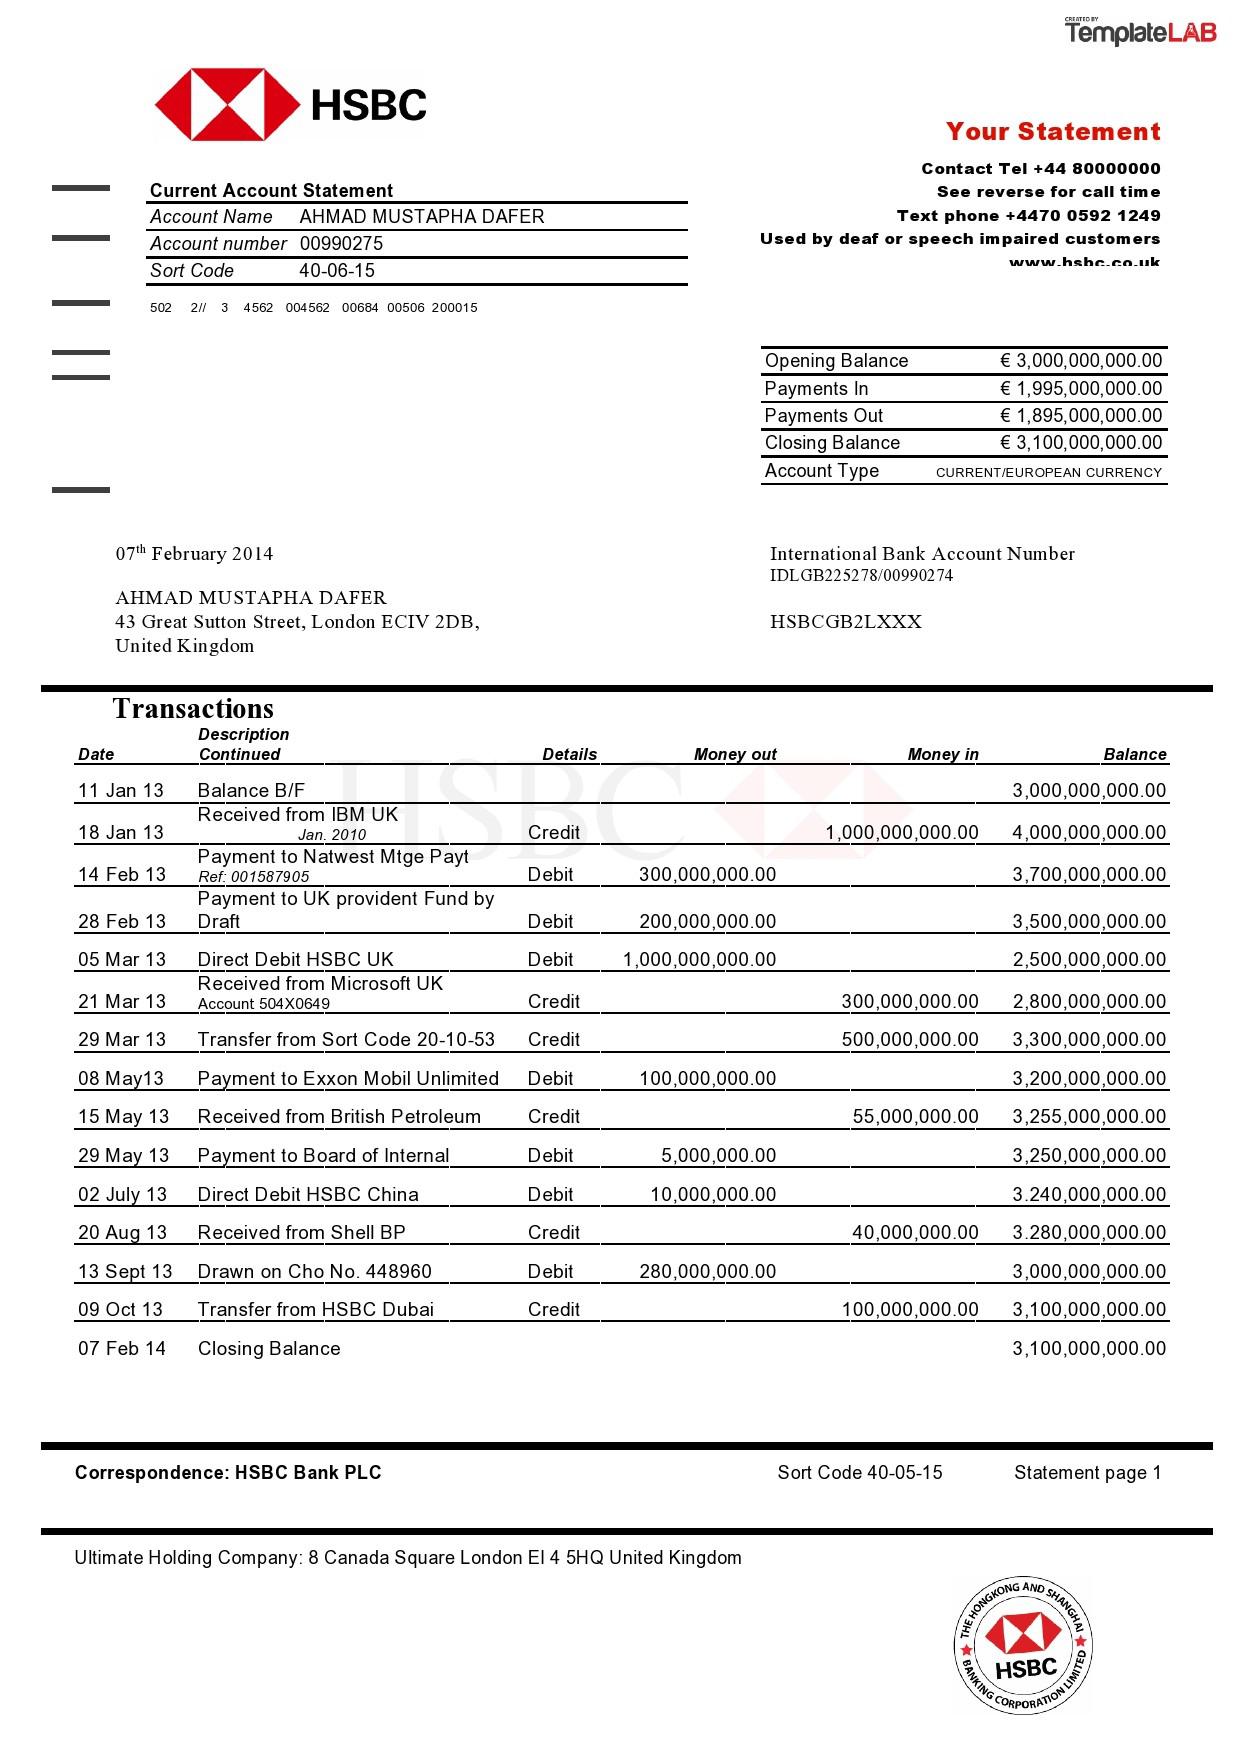 CREATED BY
TemplateLAB
HSBC
Your Statement
Contact Tel +44 80000000
See reverse for call time
Text phone +4470 0592 1249
Used by deaf or speech impaired customers
www.hsbc.co.uk
Current Account Statement
Account Name AHMAD MUSTAPHA DAFER
Account number 00990275
Sort Code 40-06-15
502 2// 3 4562 004562 00684 00506 200015
Opening Balance € 3,000,000,000.00
Payments In € 1,995,000,000.00
Payments Out € 1,895,000,000.00
Closing Balance € 3,100,000,000.00
Account Type CURRENT/EUROPEAN CURRENCY
07th February 2014
AHMAD MUSTAPHA DAFER
43 Great Sutton Street, London ECIV 2DB,
United Kingdom
International Bank Account Number
IDLGB225278/00990274
HSBCGB2LXXX
Transactions
Description
Date Continued Details Money out Money in Balance
HSBC
11 Jan 13 Balance B/F 3,000,000,000.00
Received from IBM UK
18 Jan 13 Jan. 2010 Credit 1,000,000,000.00 4,000,000,000.00
Payment to Natwest Mtge Payt
14 Feb 13 Ref: 001587905 Debit 300,000,000.00 3,700,000,000.00
Payment to UK provident Fund by
28 Feb 13 Draft Debit 200,000,000.00 3,500,000,000.00
05 Mar 13 Direct Debit HSBC UK Debit 1,000,000,000.00 2,500,000,000.00
Received from Microsoft UK
21 Mar 13 Account 504X0649 Credit 300,000,000.00 2,800,000,000.00
29 Mar 13 Transfer from Sort Code 20-10-53 Credit 500,000,000.00 3,300,000,000.00
08 May13 Payment to Exxon Mobil Unlimited Debit 100,000,000.00 3,200,000,000.00
15 May 13 Received from British Petroleum Credit 55,000,000.00 3,255,000,000.00
29 May 13 Payment to Board of Internal Debit 5,000,000.00 3,250,000,000.00
02 July 13 Direct Debit HSBC China Debit 10,000,000.00 3.240,000,000.00
20 Aug 13 Received from Shell BP Credit 40,000,000.00 3.280,000,000.00
13 Sept 13 Drawn on Cho No. 448960 Debit 280,000,000.00 3,000,000,000.00
09 Oct 13 Transfer from HSBC Dubai Credit 100,000,000.00 3,100,000,000.00
07 Feb 14 Closing Balance 3,100,000,000.00
Correspondence: HSBC Bank PLC Sort Code 40-05-15 Statement page 1
Ultimate Holding Company: 8 Canada Square London EI 4 5HQ United Kingdom
THE HONGKONG AND SHANGHAI
HSBC
BANKING CORPORATION LIMITED